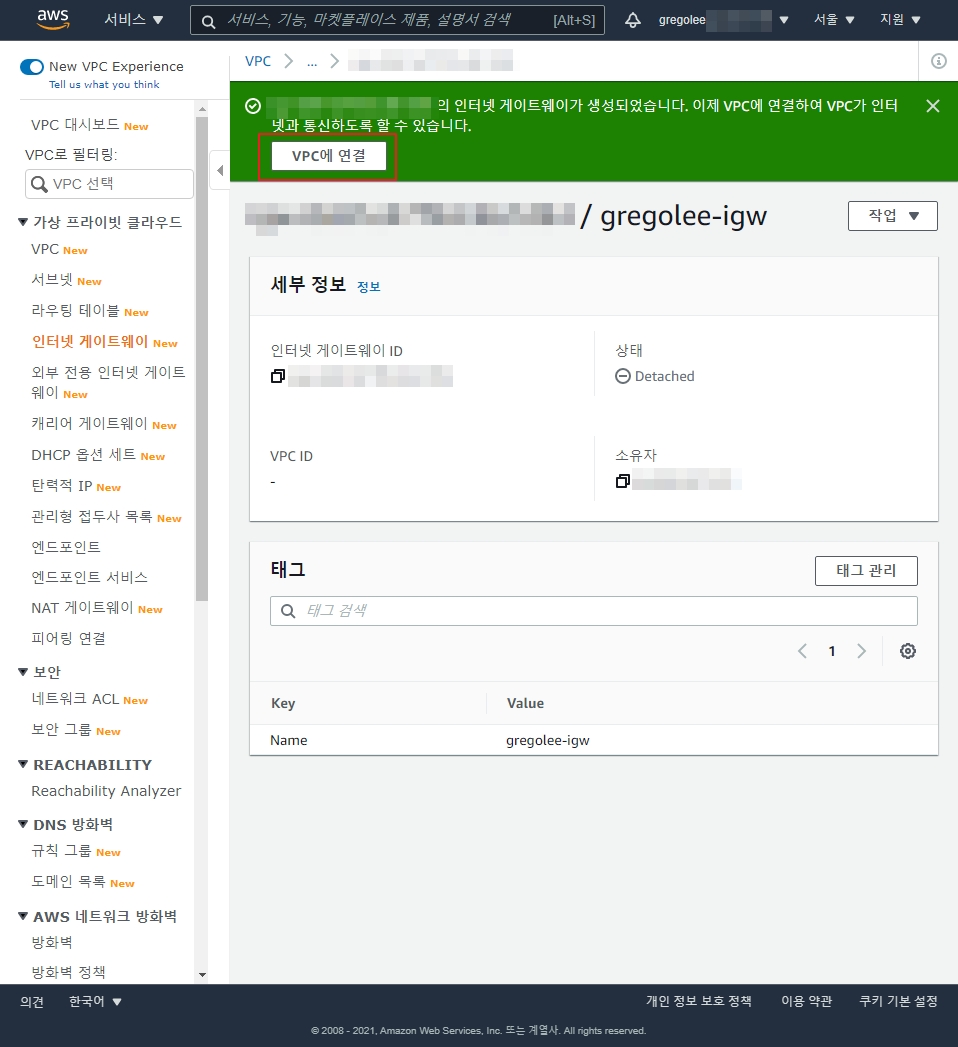 aws
서비스 ▼
서비스, 기능, 마켓플레이스 제품, 설명서 검색 [Alt+S]
gregolee
서울 ▼
지원 ▼
New VPC Experience
Tell us what you think
VPC 대시보드 New
VPC로 필터링:
VPC 선택
▼ 가상 프라이빗 클라우드
VPC New
서브넷 New
라우팅 테이블 New
인터넷 게이트웨이 New
외부 전용 인터넷 게이트
웨이 New
캐리어 게이트웨이 New
DHCP 옵션 세트 New
탄력적 IP New
관리형 접두사 목록 New
엔드포인트
엔드포인트 서비스
NAT 게이트웨이 New
피어링 연결
▼ 보안
네트워크 ACL New
보안 그룹 New
▼ REACHABILITY
Reachability Analyzer
▼ DNS 방화벽
규칙 그룹 New
도메인 목록 New
▼ AWS 네트워크 방화벽
방화벽
방화벽 정책
VPC > ... >
의 인터넷 게이트웨이가 생성되었습니다. 이제 VPC에 연결하여 VPC가 인터
넷과 통신하도록 할 수 있습니다.
VPC에 연결
/ gregolee-igw
작업 ▼
세부 정보 정보
인터넷 게이트웨이 ID
상태
Detached
VPC ID
-
소유자
태그
태그 관리
태그 검색
< 1 >
Key Value
Name gregolee-igw
의견
한국어 ▼
개인 정보 보호 정책
이용 약관
쿠키 기본 설정
© 2008 - 2021, Amazon Web Services, Inc. 또는 계열사. All rights reserved.